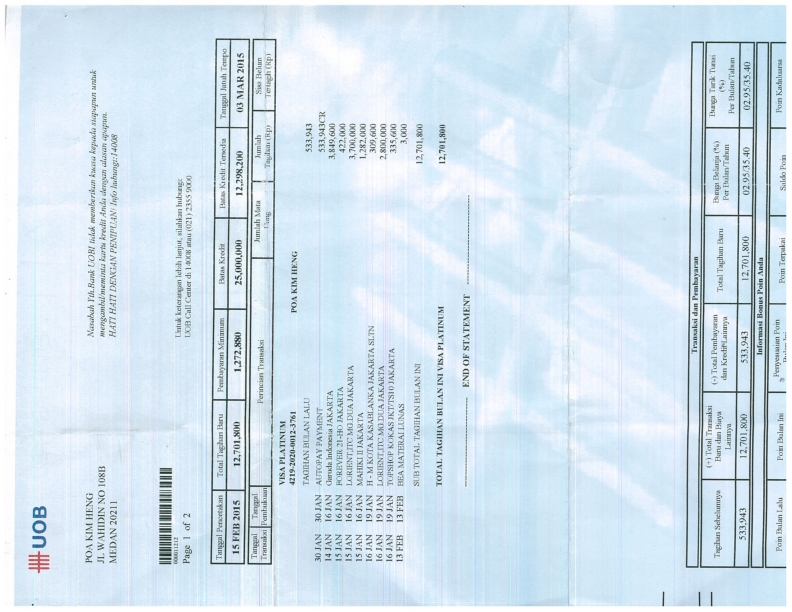 UOB
POA KIM HENG
JL. WAHIDIN NO 108B
MEDAN 20211
Nasabah Yth.Bank UOBI tidak memberikan kuasa kepada siapapun untuk
mengambil/meminta kartu kredit Anda dengan alasan apapun.
HATI HATI DENGAN PENIPUAN! Info hubungi:14008
Page 1 of 2
Untuk keterangan lebih lanjut, silahkan hubungi:
UOB Call Center di 14008 atau (021) 2355 9000
Tanggal Pencetakan Total Tagihan Baru Pembayaran Minimum Batas Kredit Batas Kredit Tersedia Tanggal Jatuh Tempo
15 FEB 2015 12,701,800 1,272,880 25,000,000 12,298,200 03 MAR 2015
Tanggal Transaksi Tanggal Pembukuan Perincian Transaksi Jumlah Mata Uang Jumlah Tagihan (Rp) Sisa Belum Tertagih (Rp)
VISA PLATINUM
4219-2020-0012-3761 POA KIM HENG
TAGIHAN BULAN LALU 533,943
30 JAN 30 JAN AUTOPAY PAYMENT 533,943CR
14 JAN 16 JAN Garuda Indonesia JAKARTA 3,849,600
15 JAN 16 JAN FOREVER 21-HO JAKARTA 422,000
15 JAN 16 JAN LORIENT,ITC MG.DUA JAKARTA 3,700,000
15 JAN 16 JAN MAHIKI II JAKARTA 1,282,000
16 JAN 19 JAN H - M KOTA KASABLANKA JAKARTA SLTN 309,600
16 JAN 19 JAN LORIENT,ITC MG.DUA JAKARTA 2,800,000
16 JAN 19 JAN TOPSHOP KOKAS JKT/TS10 JAKARTA 335,600
13 FEB 13 FEB BEA MATERAI LUNAS 3,000
SUB TOTAL TAGIHAN BULAN INI 12,701,800
TOTAL TAGIHAN BULAN INI VISA PLATINUM 12,701,800
---------- END OF STATEMENT ----------
Transaksi dan Pembayaran
Tagihan Sebelumnya (+) Total Transaksi Baru dan Biaya Lainnya (-) Total Pembayaran dan Kredit Lainnya Total Tagihan Baru Bunga Belanja (%) Per Bulan/Tahun Bunga Tarik Tunai (%) Per Bulan/Tahun
533,943 12,701,800 533,943 12,701,800 02.95/35.40 02.95/35.40
Informasi Bonus Poin Anda
Poin Bulan Lalu Poin Bulan Ini Penyesuaian Poin Poin Terpakai Saldo Poin Poin Kadaluarsa